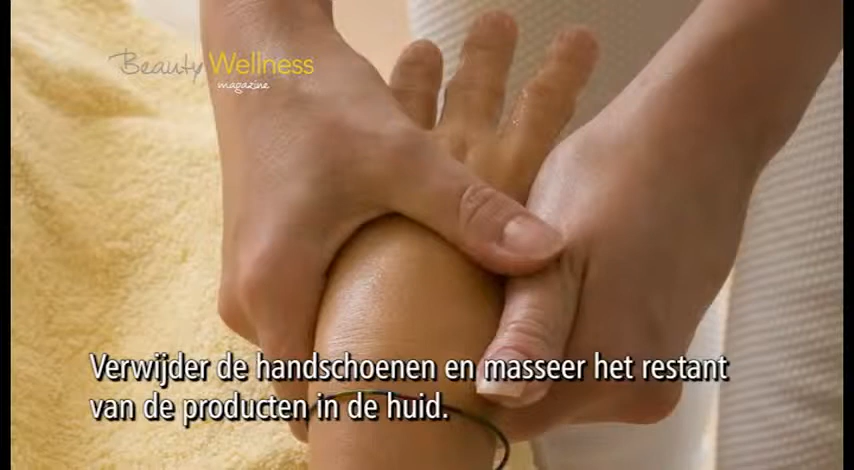 Beauty Wellness
magazine
Verwijder de handschoenen en masseer het restant
van de producten in de huid.